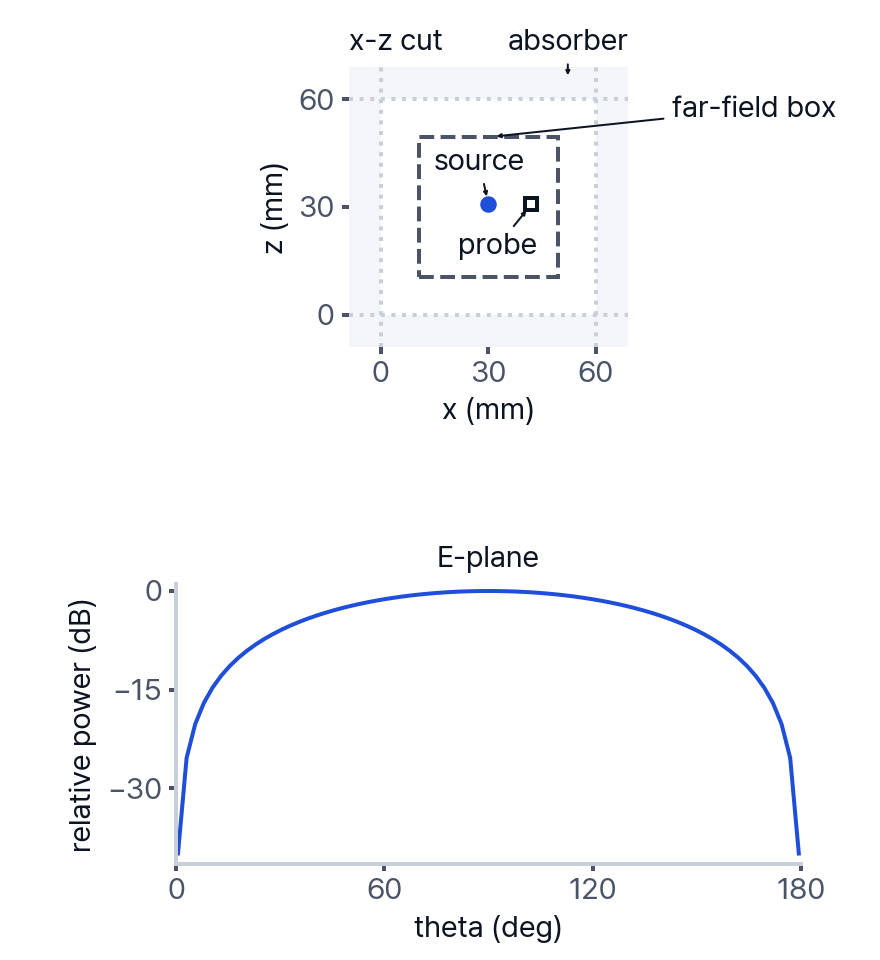 x-z cut
absorber
far-field box
60
source
z (mm)
30
probe
0
0
30
60
x (mm)
E-plane
0
relative power (dB)
−15
−30
0
60
120
180
theta (deg)